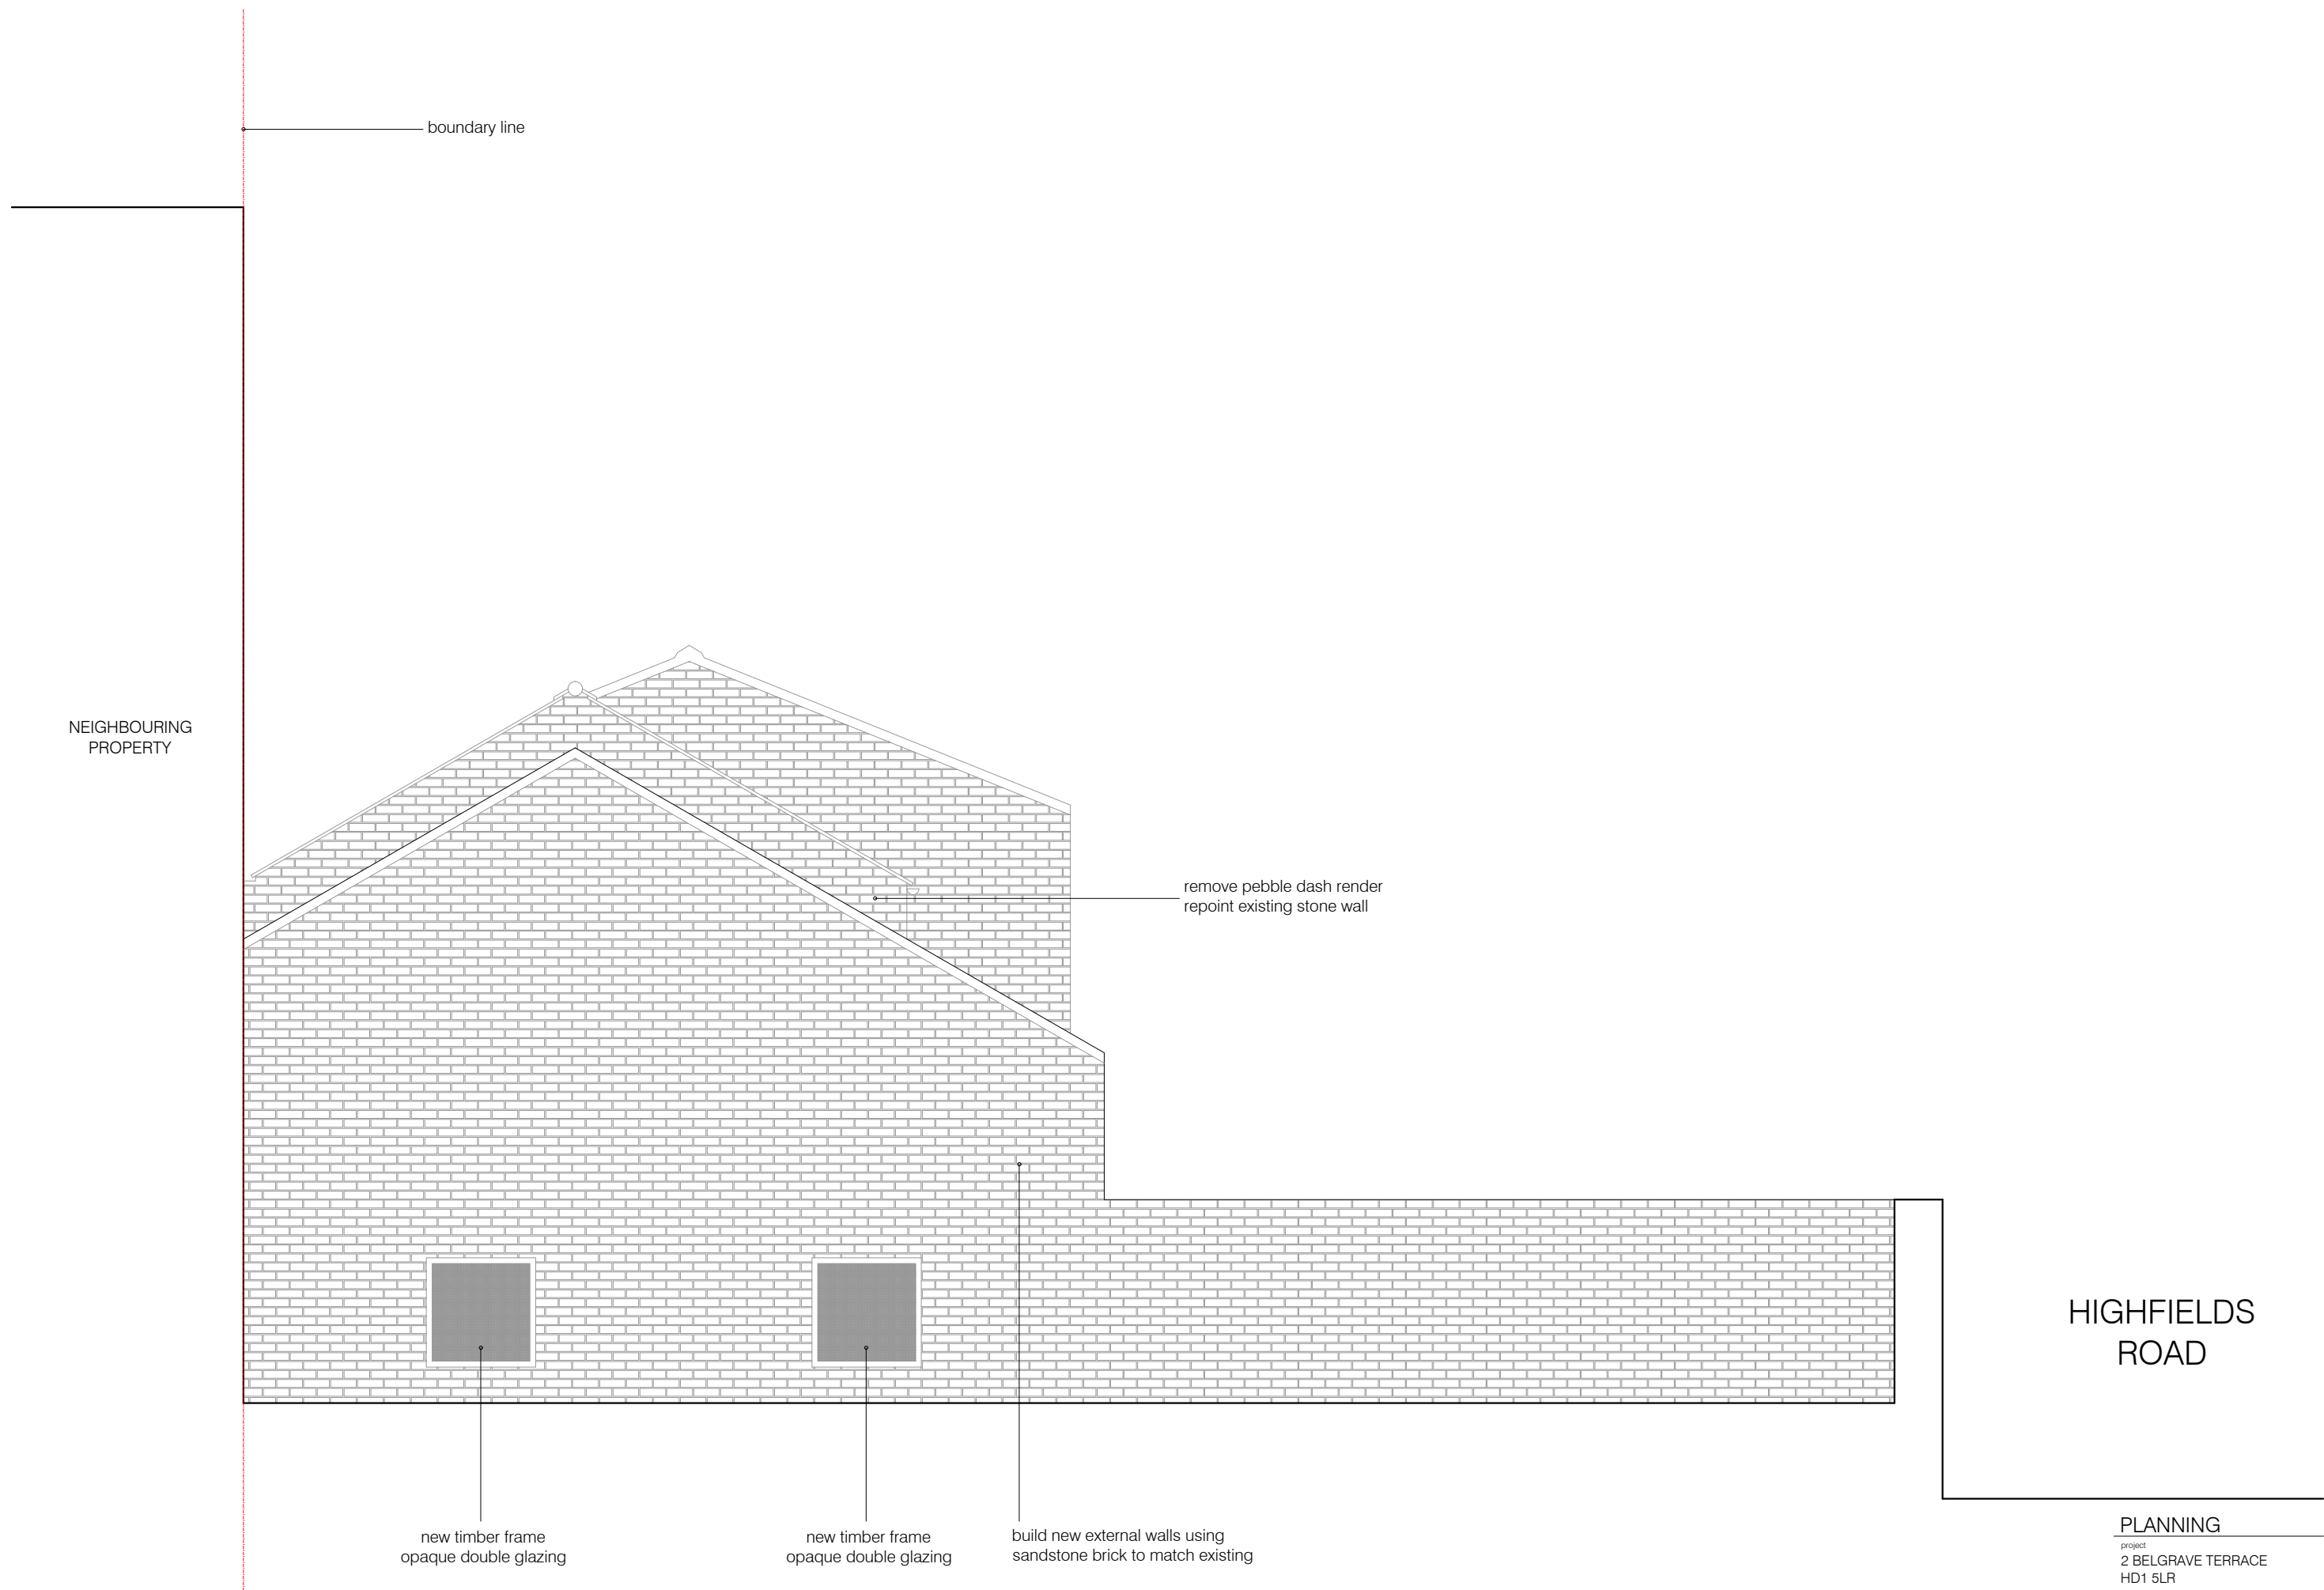 boundary line
NEIGHBOURING
PROPERTY
remove pebble dash render
repoint existing stone wall
HIGHFIELDS
ROAD
new timber frame
opaque double glazing
new timber frame
opaque double glazing
build new external walls using
sandstone brick to match existing
PLANNING
project
2 BELGRAVE TERRACE
HD1 5LR